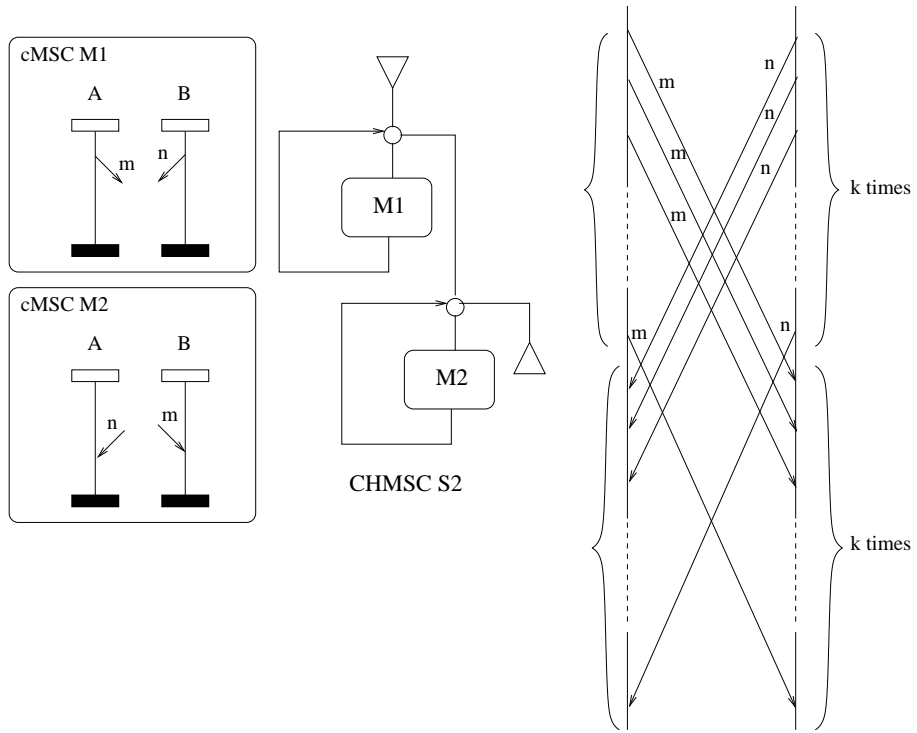 cMSC M1
A B
m n
M1
cMSC M2
A B
n m
M2
CHMSC S2
m n
n
m n
m
m n
k times
k times